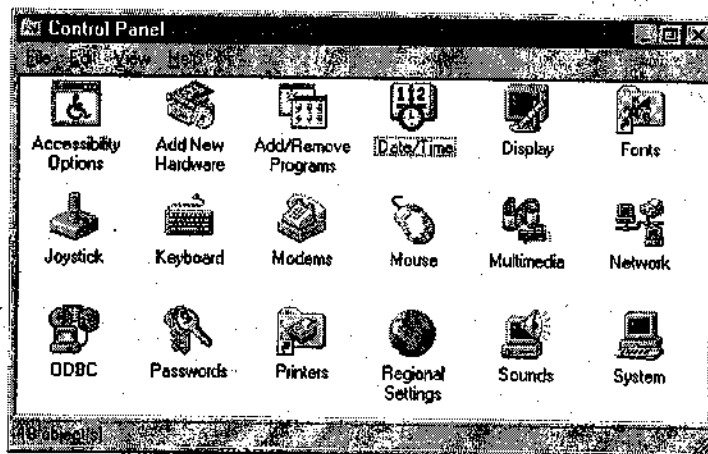 Control Panel
File Edit View Help
Accessibility Options
Add New Hardware
Add/Remove Programs
Date/Time
Display
Fonts
Joystick
Keyboard
Modems
Mouse
Multimedia
Network
ODBC
Passwords
Printers
Regional Settings
Sounds
System
18 object(s)